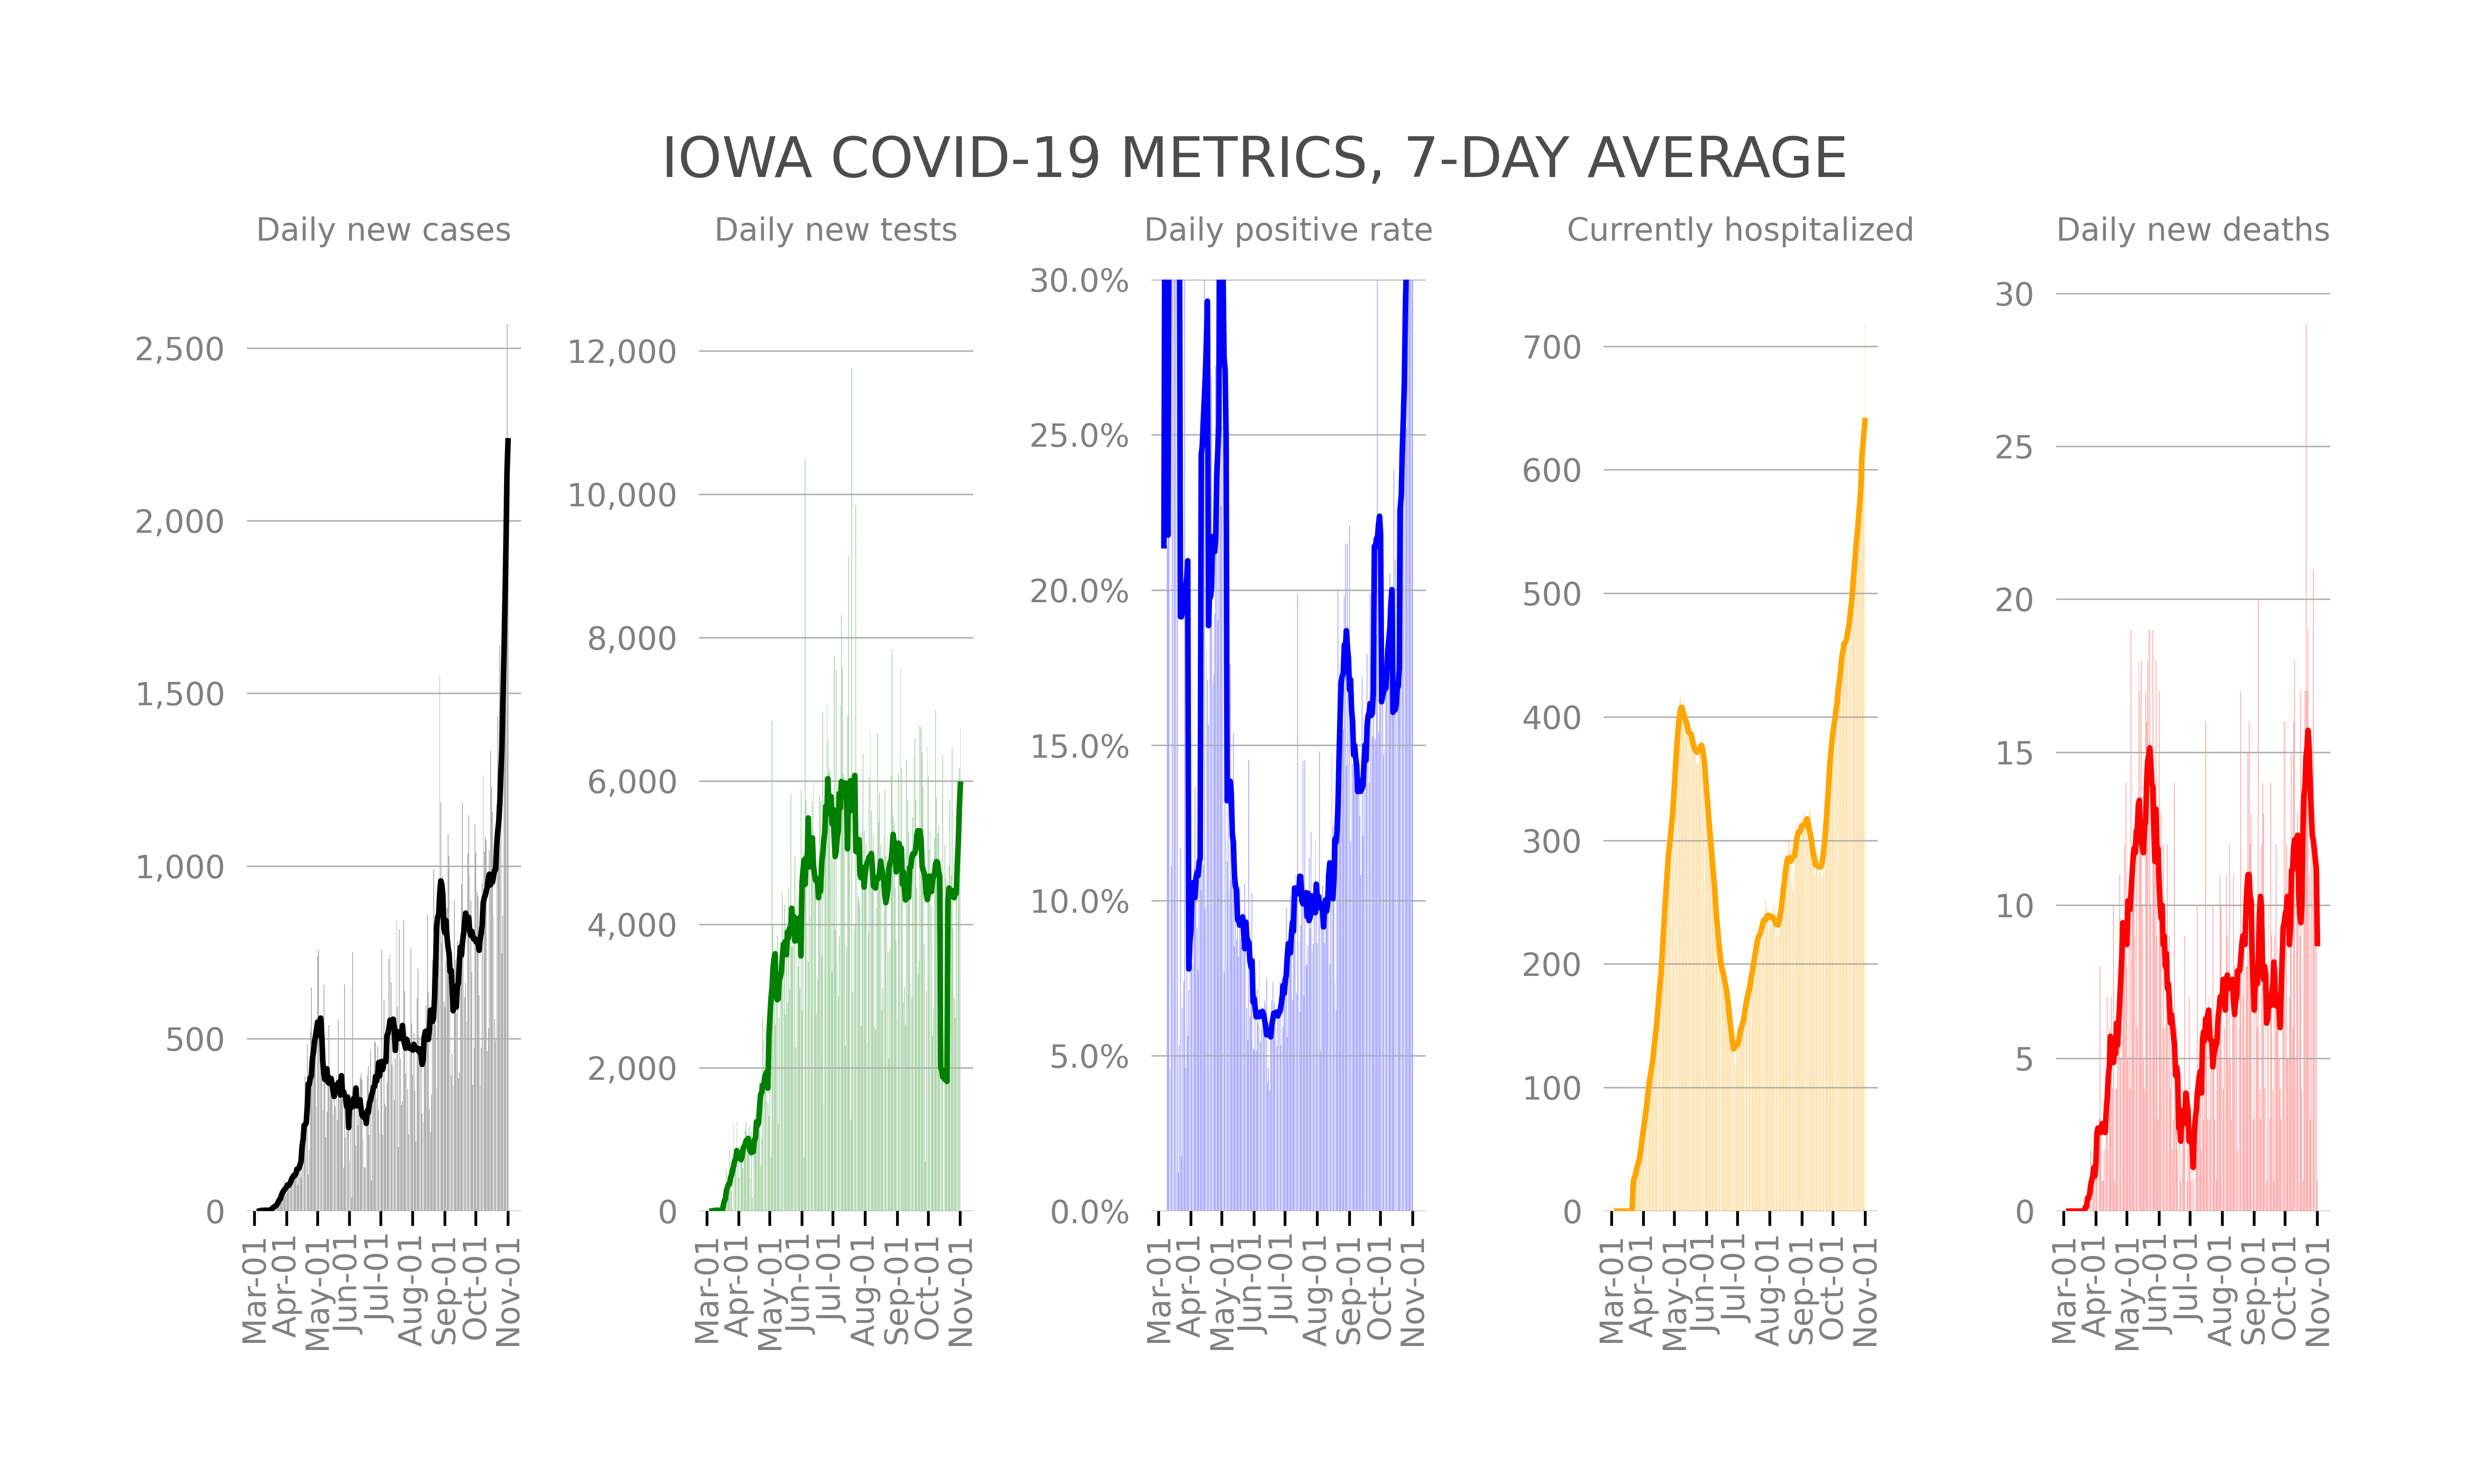 IOWA COVID-19 METRICS, 7-DAY AVERAGE
Daily new cases
2,500
2,000
1,500
1,000
500
0
Mar-01
Apr-01
May-01
Jun-01
Jul-01
Aug-01
Sep-01
Oct-01
Nov-01
Daily new tests
12,000
10,000
8,000
6,000
4,000
2,000
0
Mar-01
Apr-01
May-01
Jun-01
Jul-01
Aug-01
Sep-01
Oct-01
Nov-01
Daily positive rate
30.0%
25.0%
20.0%
15.0%
10.0%
5.0%
0.0%
Mar-01
Apr-01
May-01
Jun-01
Jul-01
Aug-01
Sep-01
Oct-01
Nov-01
Currently hospitalized
700
600
500
400
300
200
100
0
Mar-01
Apr-01
May-01
Jun-01
Jul-01
Aug-01
Sep-01
Oct-01
Nov-01
Daily new deaths
30
25
20
15
10
5
0
Mar-01
Apr-01
May-01
Jun-01
Jul-01
Aug-01
Sep-01
Oct-01
Nov-01